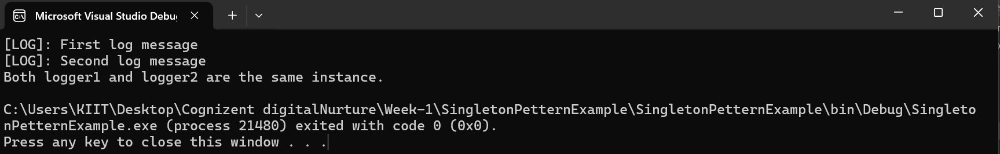 Microsoft Visual Studio Debu
[LOG]: First log message
[LOG]: Second log message
Both logger1 and logger2 are the same instance.
C:\Users\KIIT\Desktop\Cognizent digitalNurture\Week-1\SingletonPetternExample\SingletonPetternExample\bin\Debug\Singleto
nPetternExample.exe (process 21480) exited with code 0 (0x0).
Press any key to close this window . . .